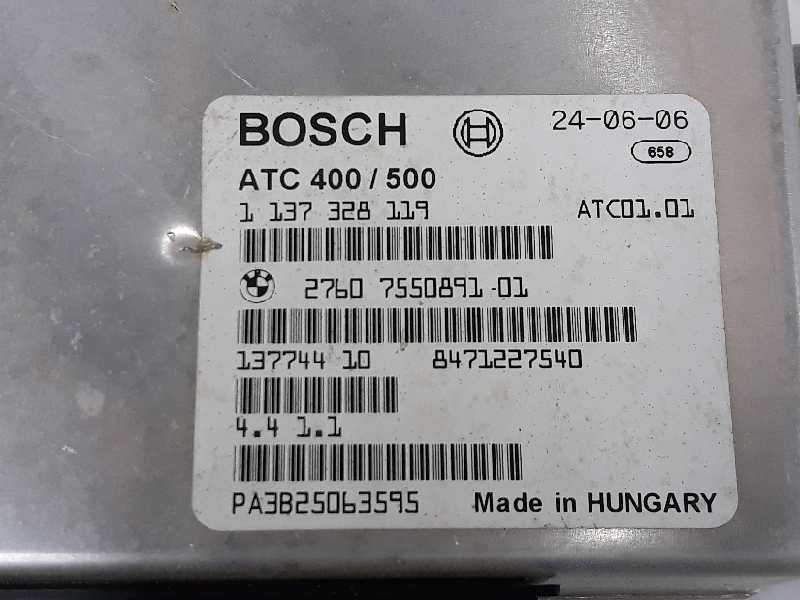 BOSCH
24-06-06
658
ATC 400 / 500
1 137 328 119
ATC01.01
2760 7550891-01
137744 10 8471227540
4.4 1.1
PA3B25063595
Made in HUNGARY